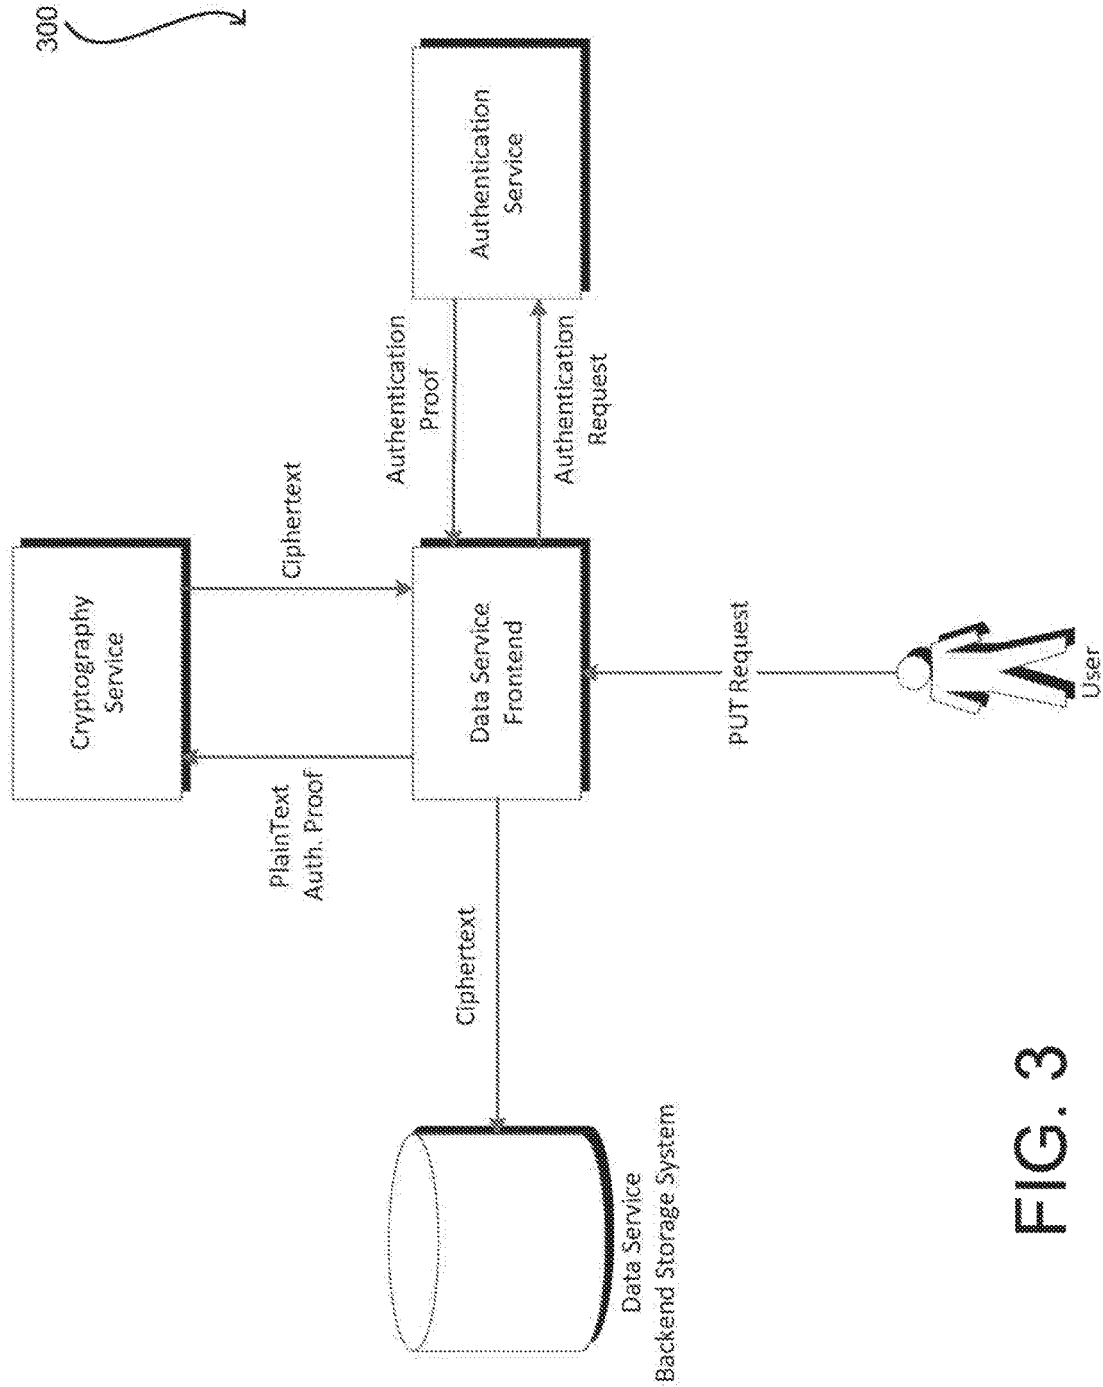 300
Cryptography
Service
PlainText
Auth. Proof
Ciphertext
Authentication
Service
Authentication
Proof
Authentication
Request
Data Service
Frontend
Ciphertext
Data Service
Backend Storage System
PUT Request
User
FIG. 3